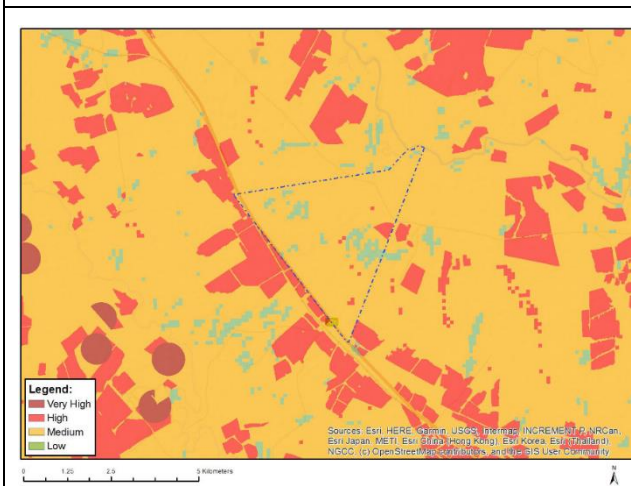 Legend:
Very High
High
Medium
Low
Sources: Esri, HERE, Garmin, USGS, Intermap, INCREMENT P, NRCan,
Esri Japan, METI, Esri China (Hong Kong), Esri Korea, Esri (Thailand),
NGCC, (c) OpenStreetMap contributors, and the GIS User Community
0 1.25 2.5 5 Kilometers
N